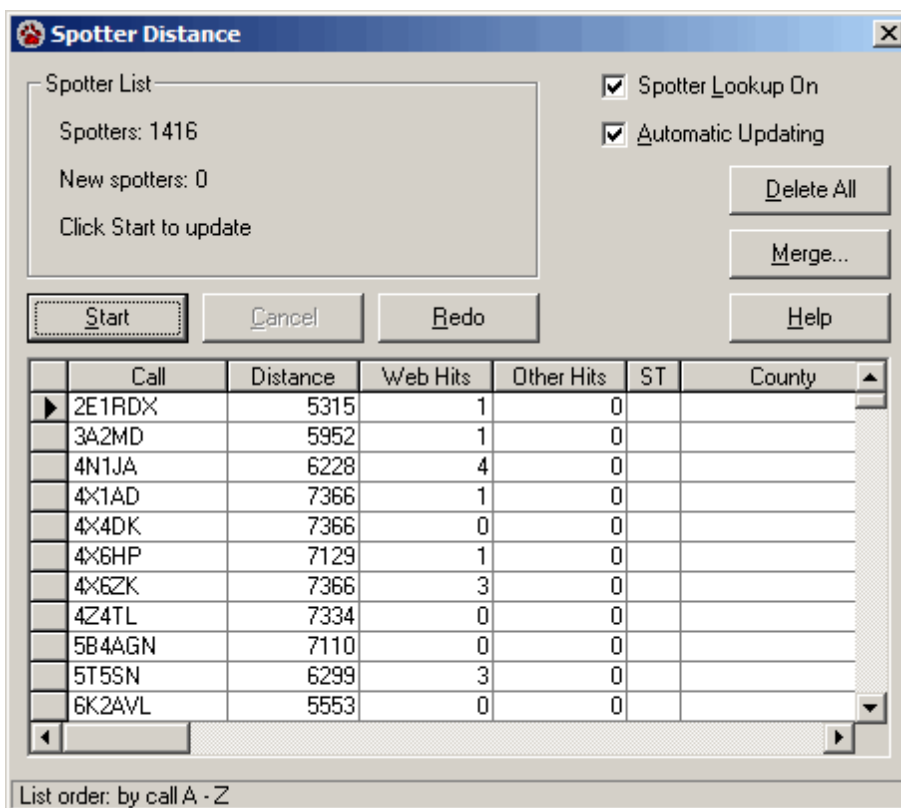 Spotter Distance
Spotter List
Spotters: 1416
New spotters: 0
Click Start to update
Spotter Lookup On
Automatic Updating
Delete All
Merge...
Start Cancel Redo Help
Call Distance Web Hits Other Hits ST County
2E1RDX 5315 1 0
3A2MD 5952 1 0
4N1JA 6228 4 0
4X1AD 7366 1 0
4X4DK 7366 0 0
4X6HP 7129 1 0
4X6ZK 7366 3 0
4Z4TL 7334 0 0
5B4AGN 7110 0 0
5T5SN 6299 3 0
6K2AVL 5553 0 0
List order: by call A - Z